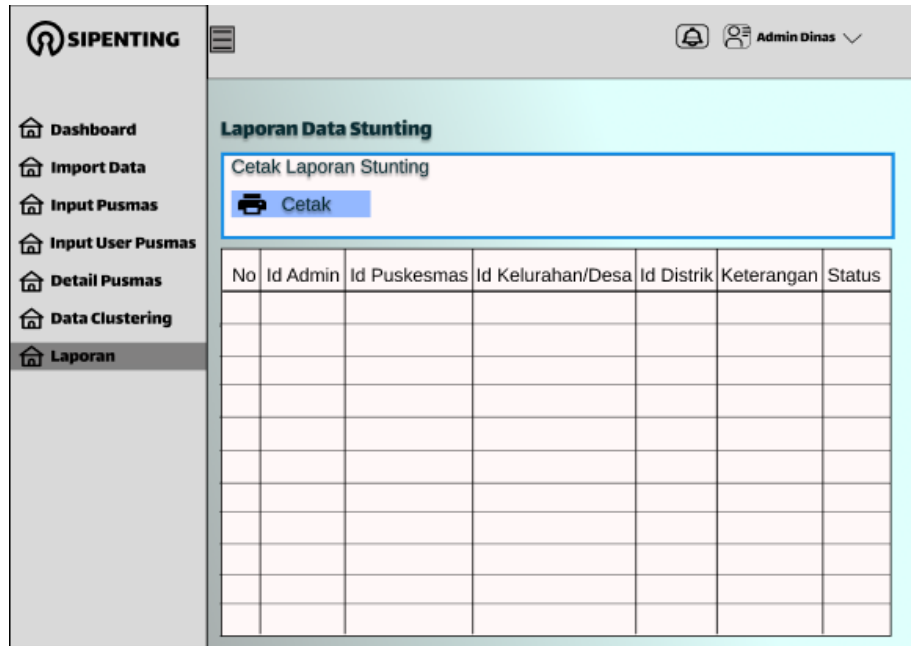 SIPENTING
Admin Dinas
Dashboard
Import Data
Input Pusmas
Input User Pusmas
Detail Pusmas
Data Clustering
Laporan
Laporan Data Stunting
Cetak Laporan Stunting
Cetak
No Id Admin Id Puskesmas Id Kelurahan/Desa Id Distrik Keterangan Status